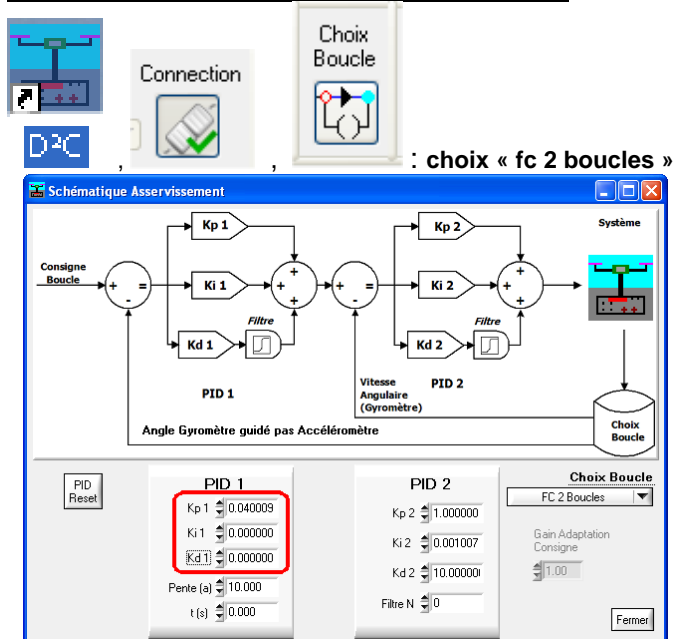 Choix
Boucle
Connection
D²C , , : choix « fc 2 boucles »
Schématique Asservissement
Kp 1
Kp 2
Système
Consigne
Boucle
+ = -
Ki 1
+ + +
+ = -
Ki 2
+ + +
Filtre
Filtre
Kd 1
Kd 2
PID 1
Vitesse
Angulaire
(Gyromètre)
PID 2
Angle Gyromètre guidé pas Accéléromètre
Choix
Boucle
PID
Reset
PID 1
PID 2
Choix Boucle
Kp 1 0.040009
Kp 2 1.000000
FC 2 Boucles
Ki 1 0.000000
Ki 2 0.001007
Gain Adaptation
Consigne
Kd 1 0.000000
Kd 2 10.00000
1.00
Pente (a) 10.000
Filtre N 0
t (s) 0.000
Fermer